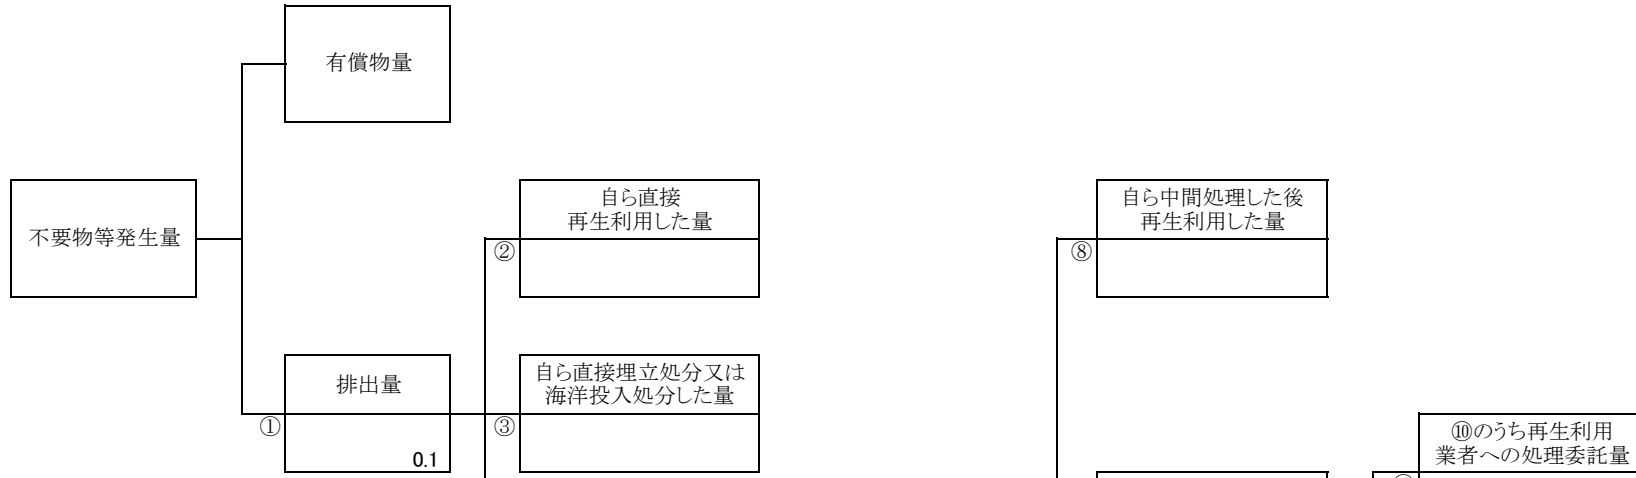 有償物量
不要物等発生量
自ら直接
再生利用した量
②
自ら中間処理した後
再生利用した量
⑧
排出量
①
0.1
自ら直接埋立処分又は
海洋投入処分した量
③
⑩のうち再生利用
業者への処理委託量